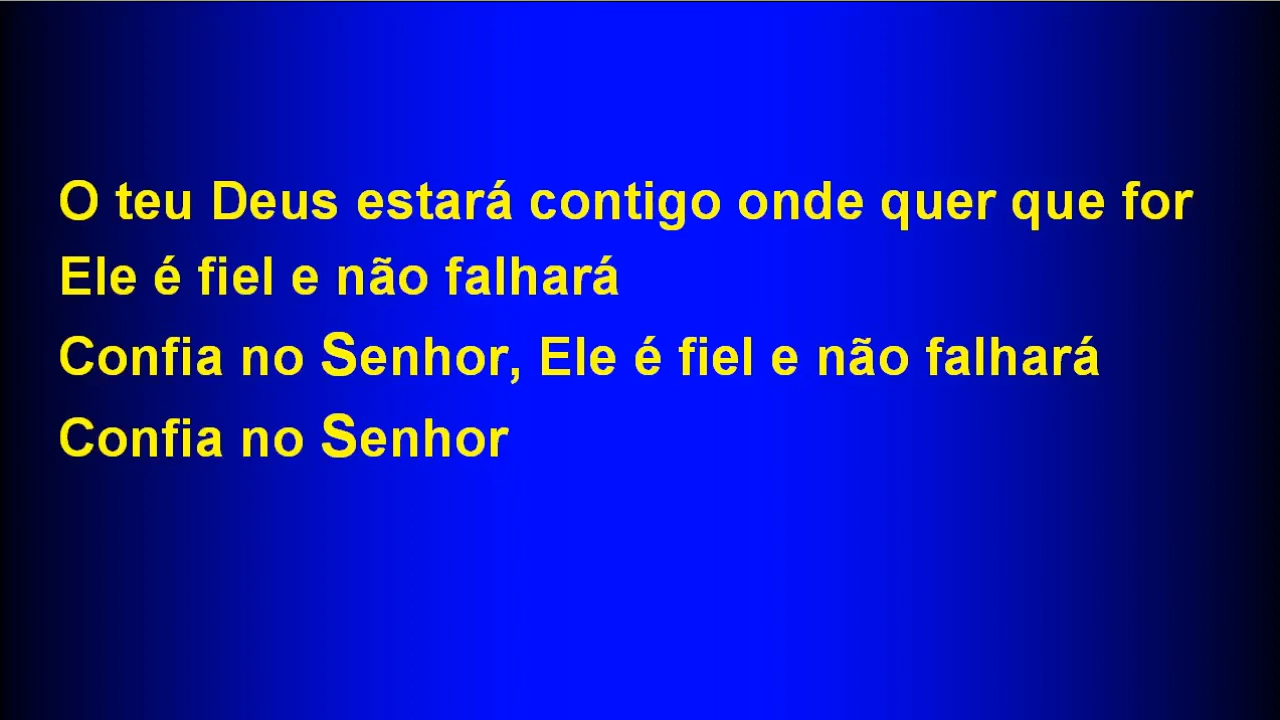 O teu Deus estará contigo onde quer que for
Ele é fiel e não falhará
Confia no Senhor, Ele é fiel e não falhará
Confia no Senhor